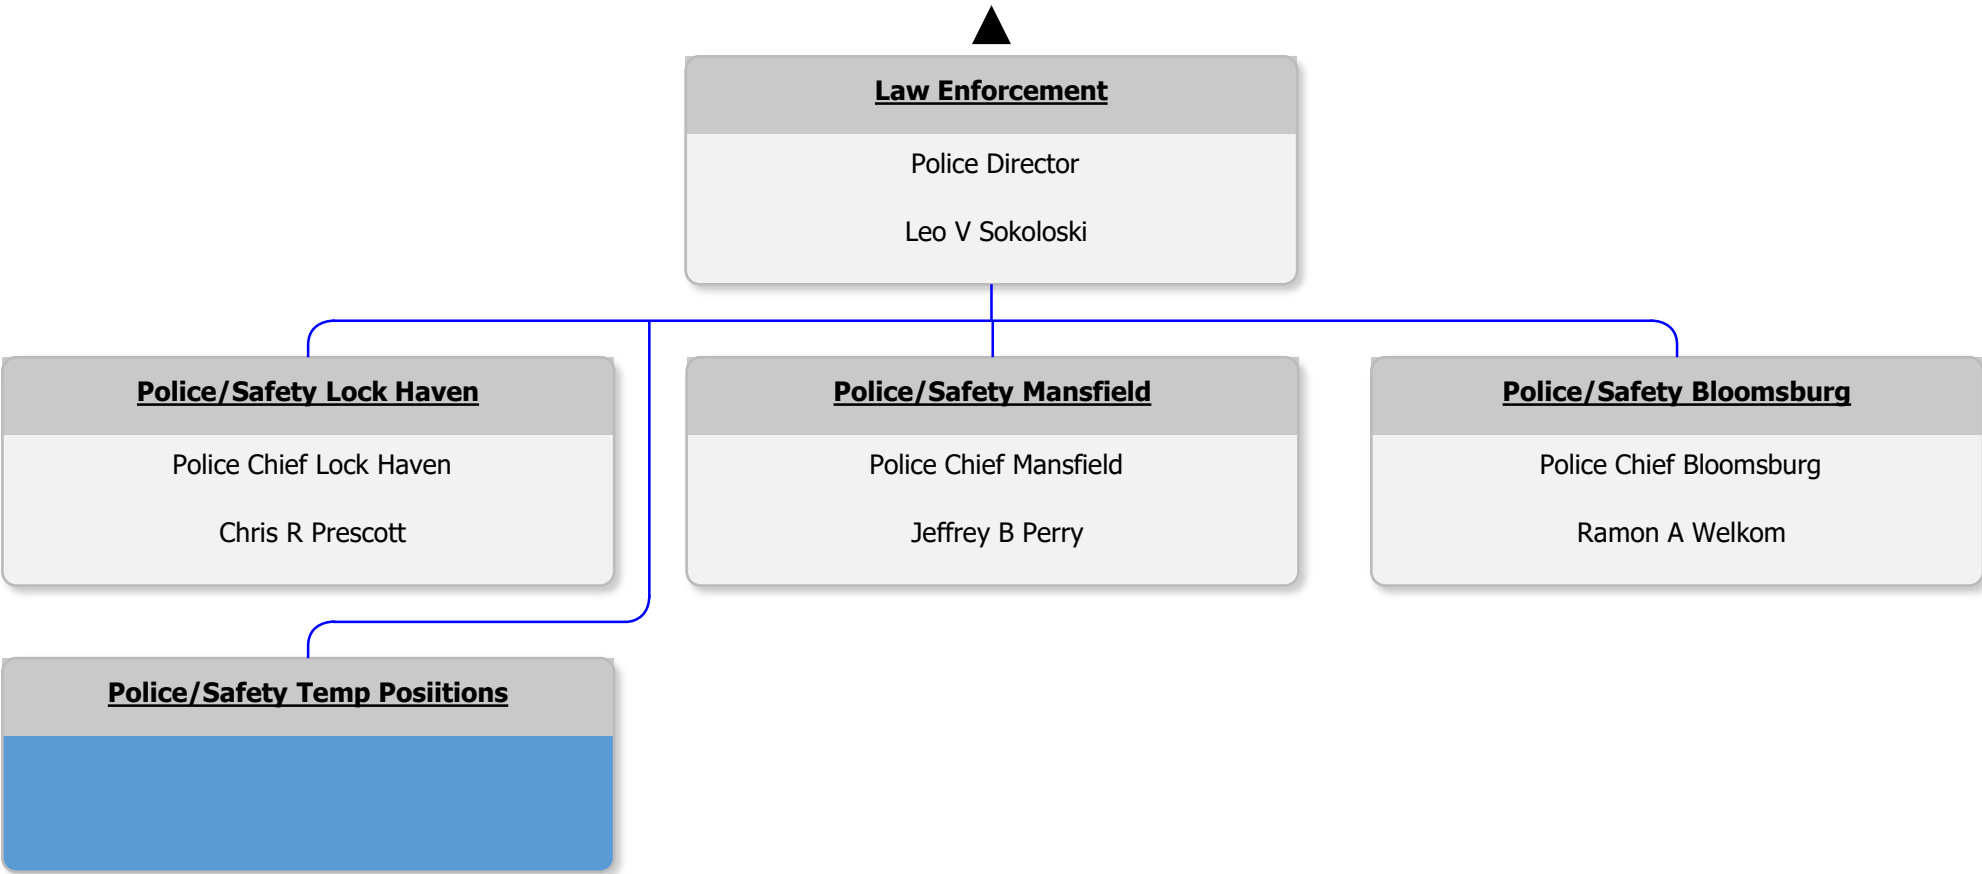 Law Enforcement
Police Director
Leo V Sokoloski
Police/Safety Lock Haven
Police Chief Lock Haven
Chris R Prescott
Police/Safety Mansfield
Police Chief Mansfield
Jeffrey B Perry
Police/Safety Bloomsburg
Police Chief Bloomsburg
Ramon A Welkom
Police/Safety Temp Posiitions